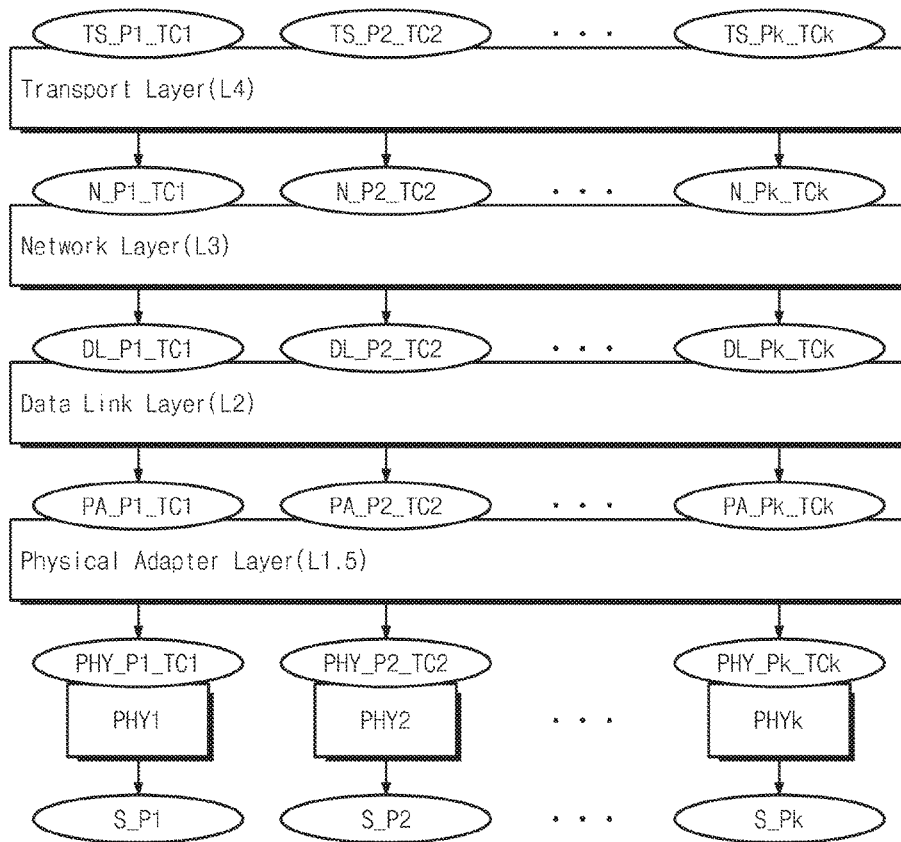 TS_P1_TC1 TS_P2_TC2 . . . TS_Pk_TCk
Transport Layer(L4)
N_P1_TC1 N_P2_TC2 . . . N_Pk_TCk
Network Layer(L3)
DL_P1_TC1 DL_P2_TC2 . . . DL_Pk_TCk
Data Link Layer(L2)
PA_P1_TC1 PA_P2_TC2 . . . PA_Pk_TCk
Physical Adapter Layer(L1.5)
PHY_P1_TC1 PHY_P2_TC2 PHY_Pk_TCk
PHY1 PHY2 . . . PHYk
S_P1 S_P2 . . . S_Pk